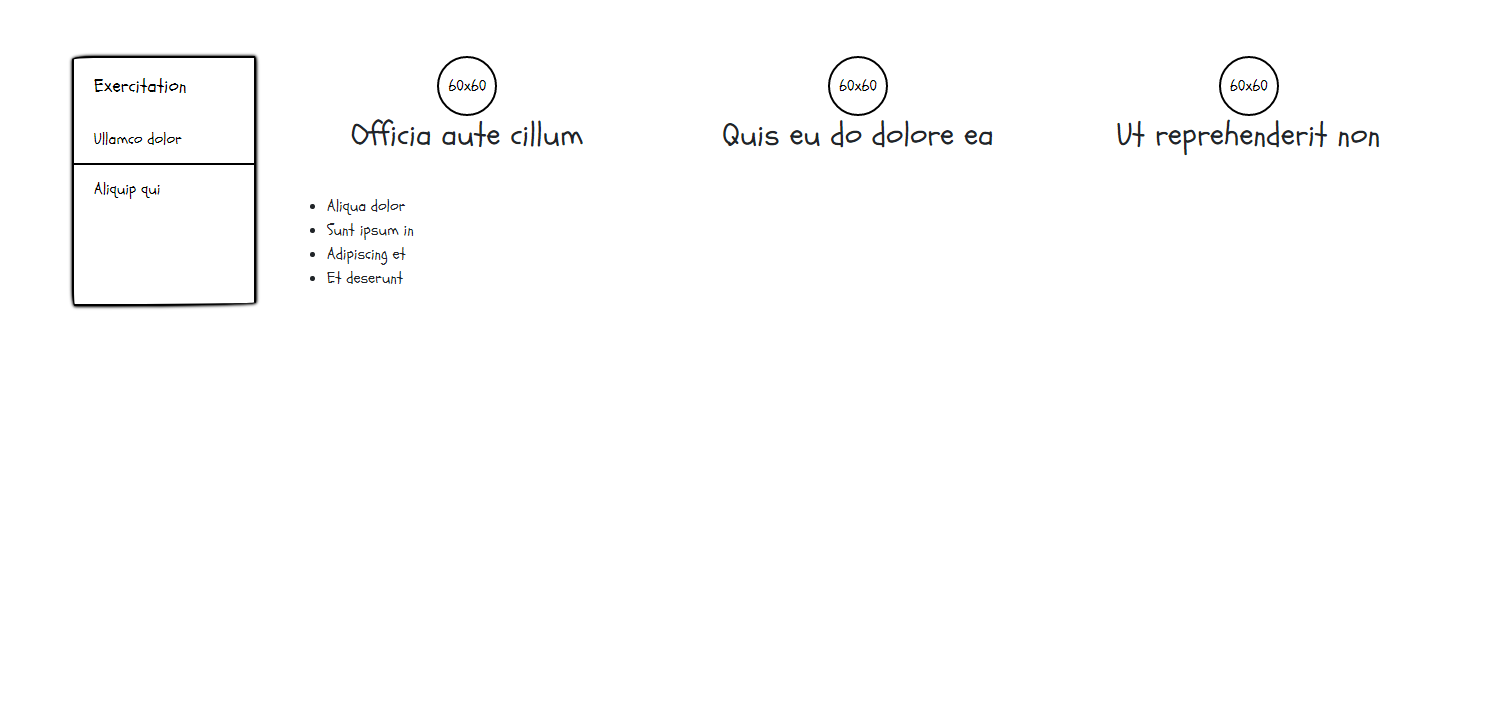 Exercitation
Ullamco dolor
Aliquip qui
60x60
Officia aute cillum
60x60
Quis eu do dolore ea
60x60
Ut reprehenderit non
Aliqua dolor
Sunt ipsum in
Adipiscing et
Et deserunt